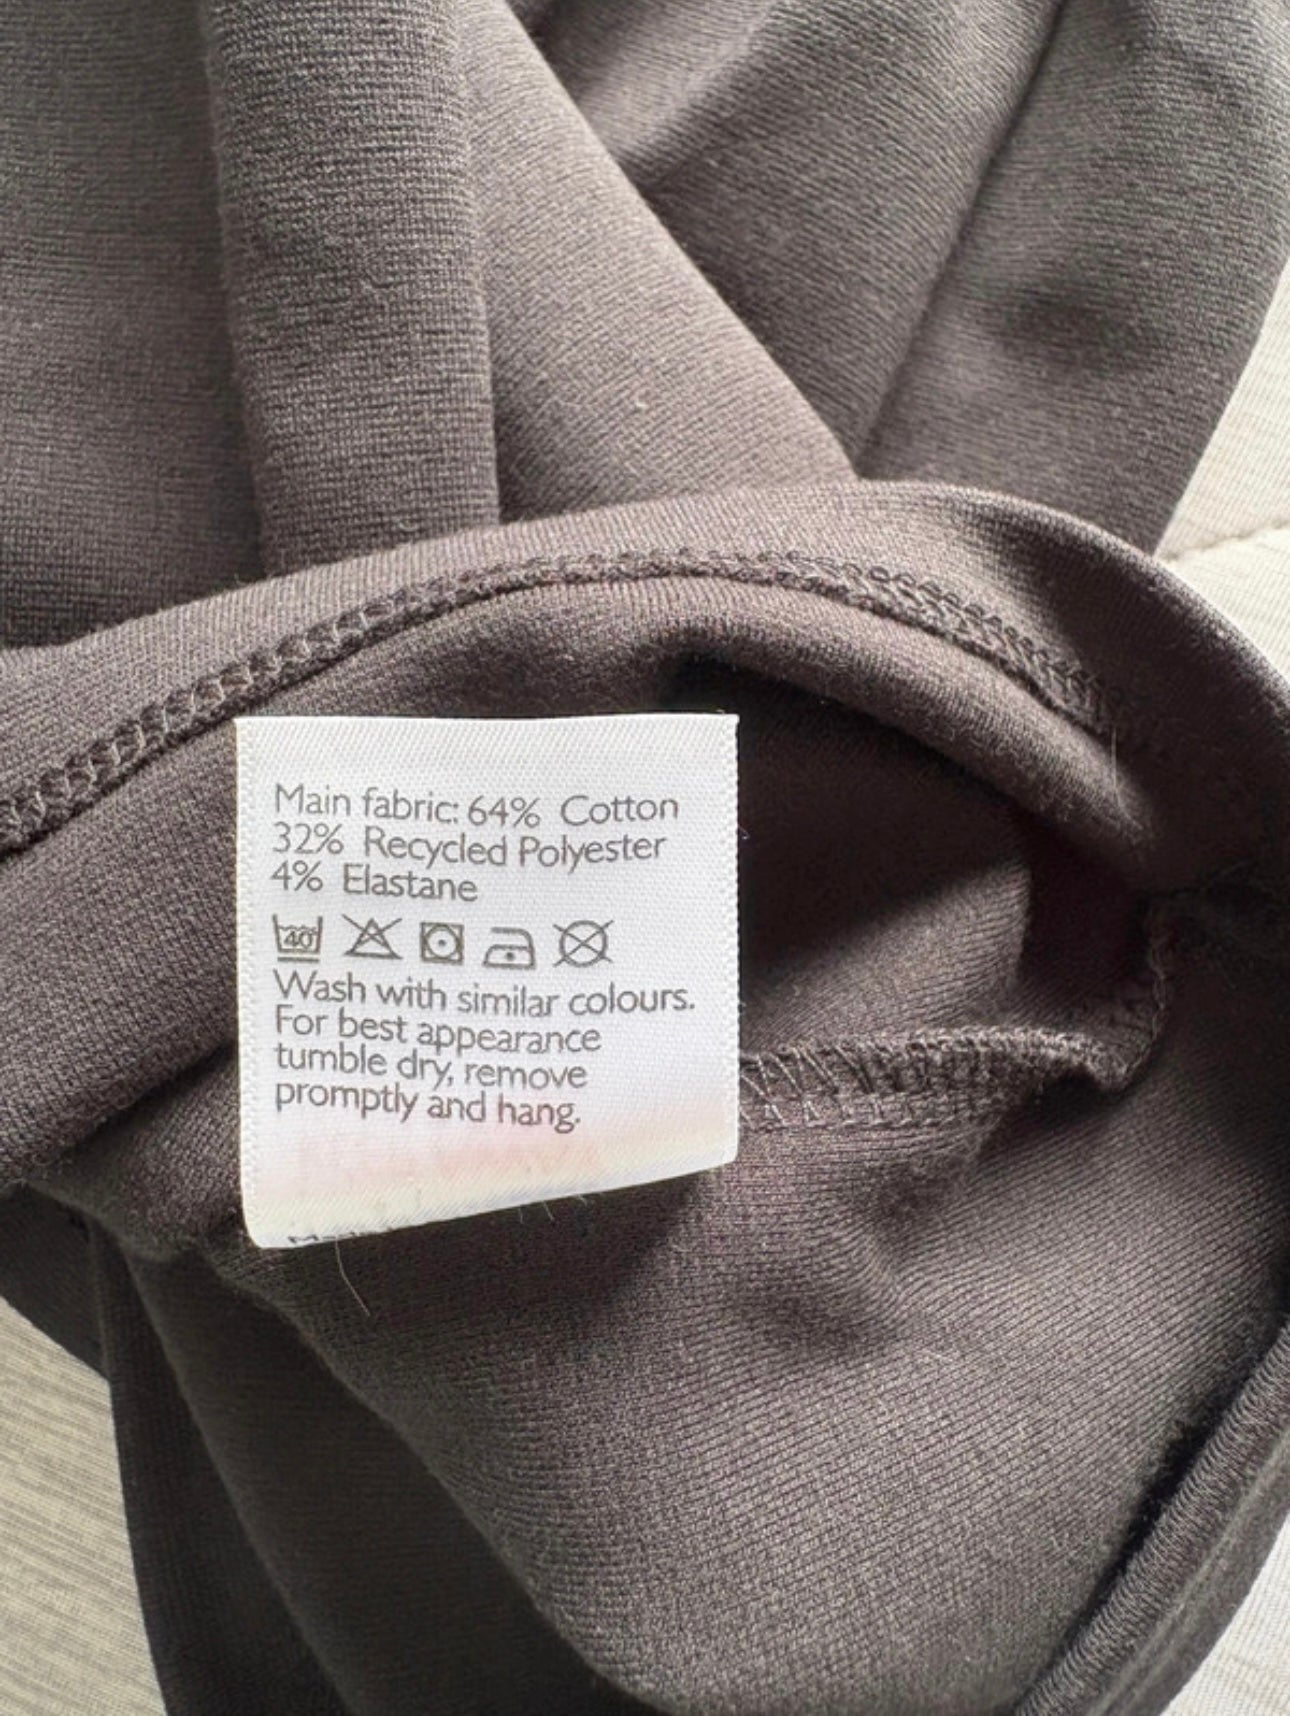 Main fabric: 64% Cotton
32% Recycled Polyester
4% Elastane
40
Wash with similar colours.
For best appearance
tumble dry, remove
promptly and hang.